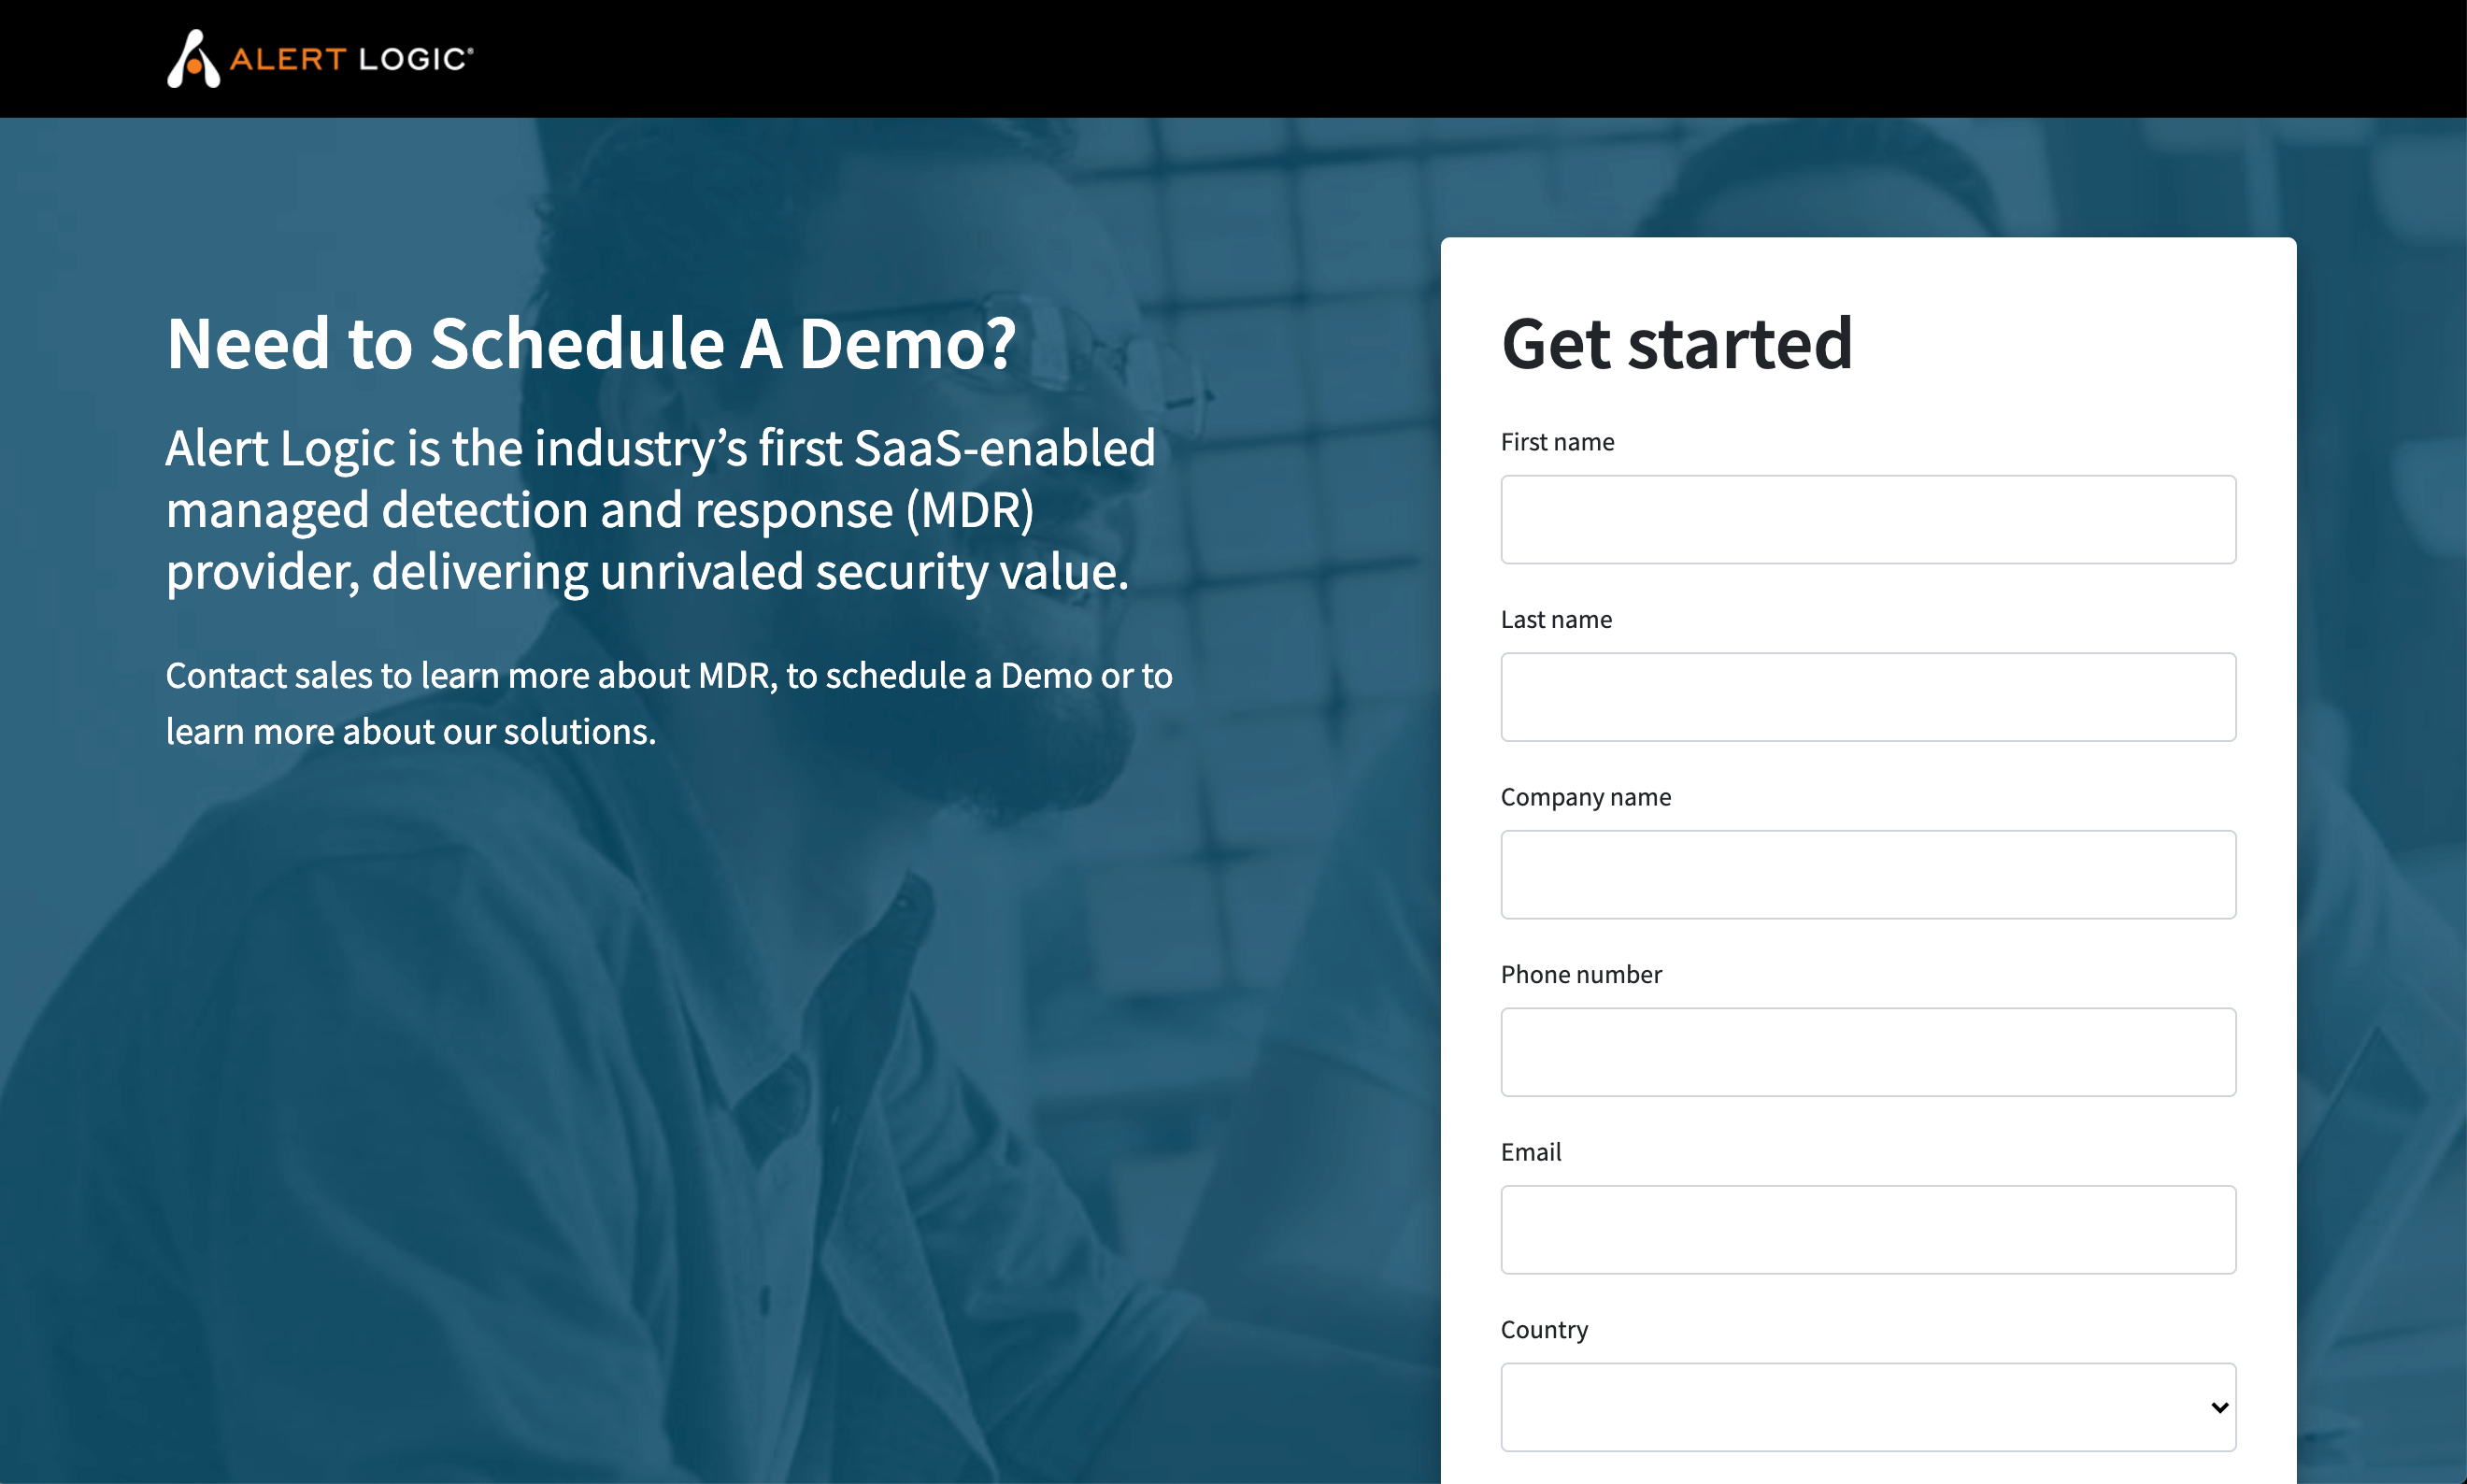 ALERT LOGIC®
Need to Schedule A Demo?
Alert Logic is the industry’s first SaaS-enabled
managed detection and response (MDR)
provider, delivering unrivaled security value.
Contact sales to learn more about MDR, to schedule a Demo or to
learn more about our solutions.
Get started
First name
Last name
Company name
Phone number
Email
Country